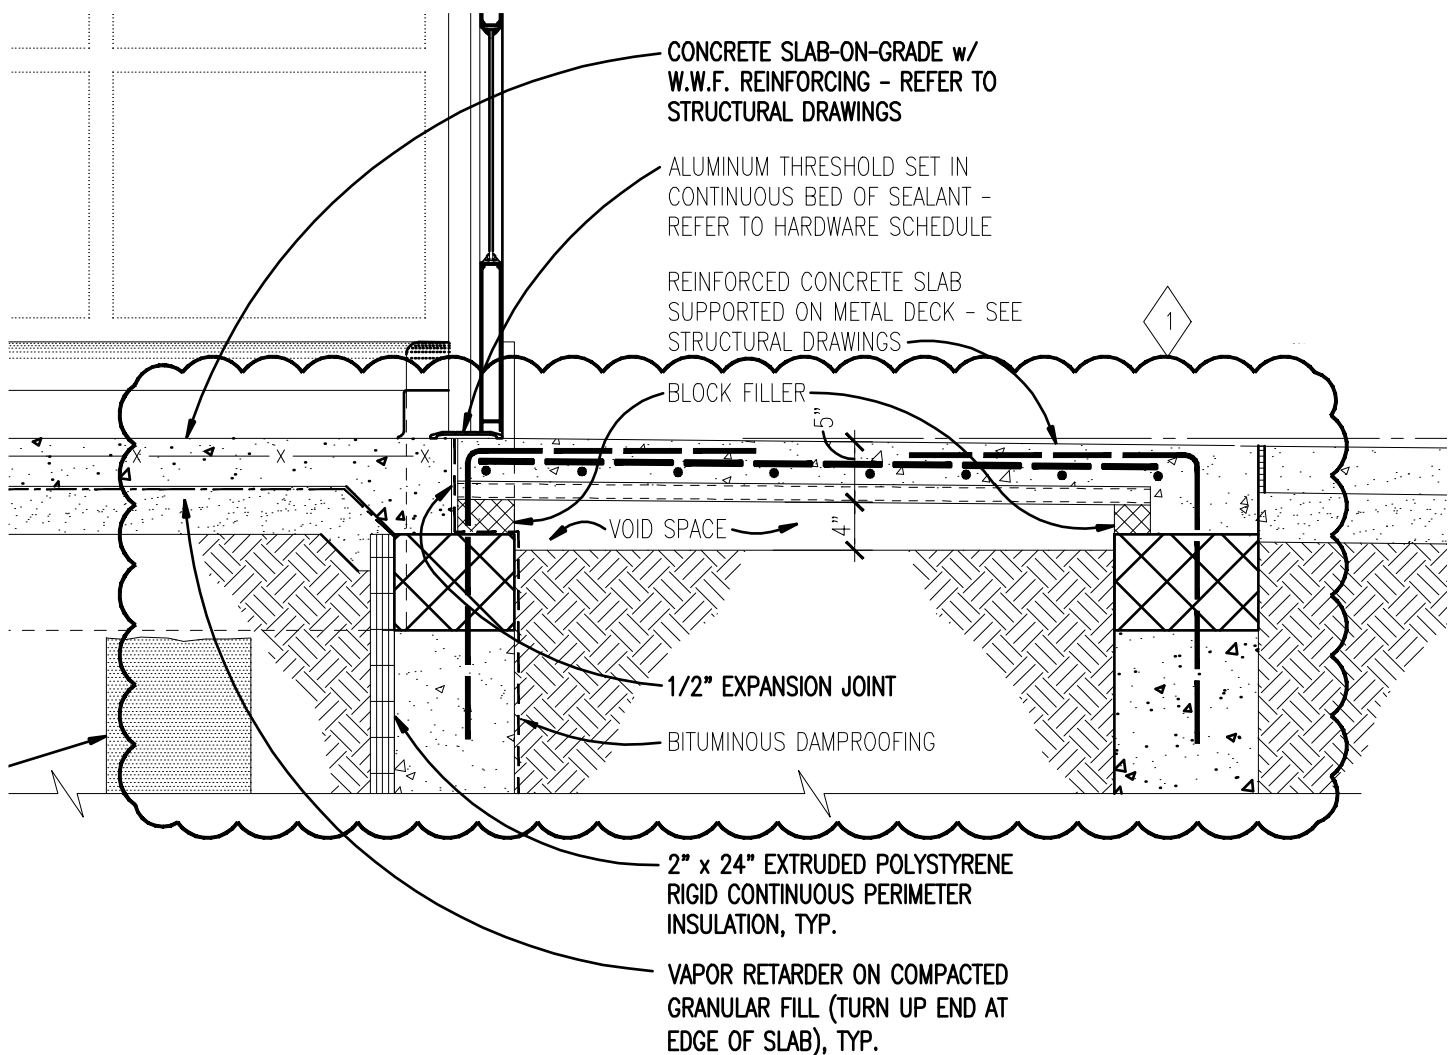 CONCRETE SLAB-ON-GRADE w/
W.W.F. REINFORCING - REFER TO
STRUCTURAL DRAWINGS
ALUMINUM THRESHOLD SET IN
CONTINUOUS BED OF SEALANT -
REFER TO HARDWARE SCHEDULE
REINFORCED CONCRETE SLAB
SUPPORTED ON METAL DECK - SEE
STRUCTURAL DRAWINGS
1
BLOCK FILLER
5"
X X X
VOID SPACE
4"
1/2" EXPANSION JOINT
BITUMINOUS DAMPROOFING
2" x 24" EXTRUDED POLYSTYRENE
RIGID CONTINUOUS PERIMETER
INSULATION, TYP.
VAPOR RETARDER ON COMPACTED
GRANULAR FILL (TURN UP END AT
EDGE OF SLAB), TYP.